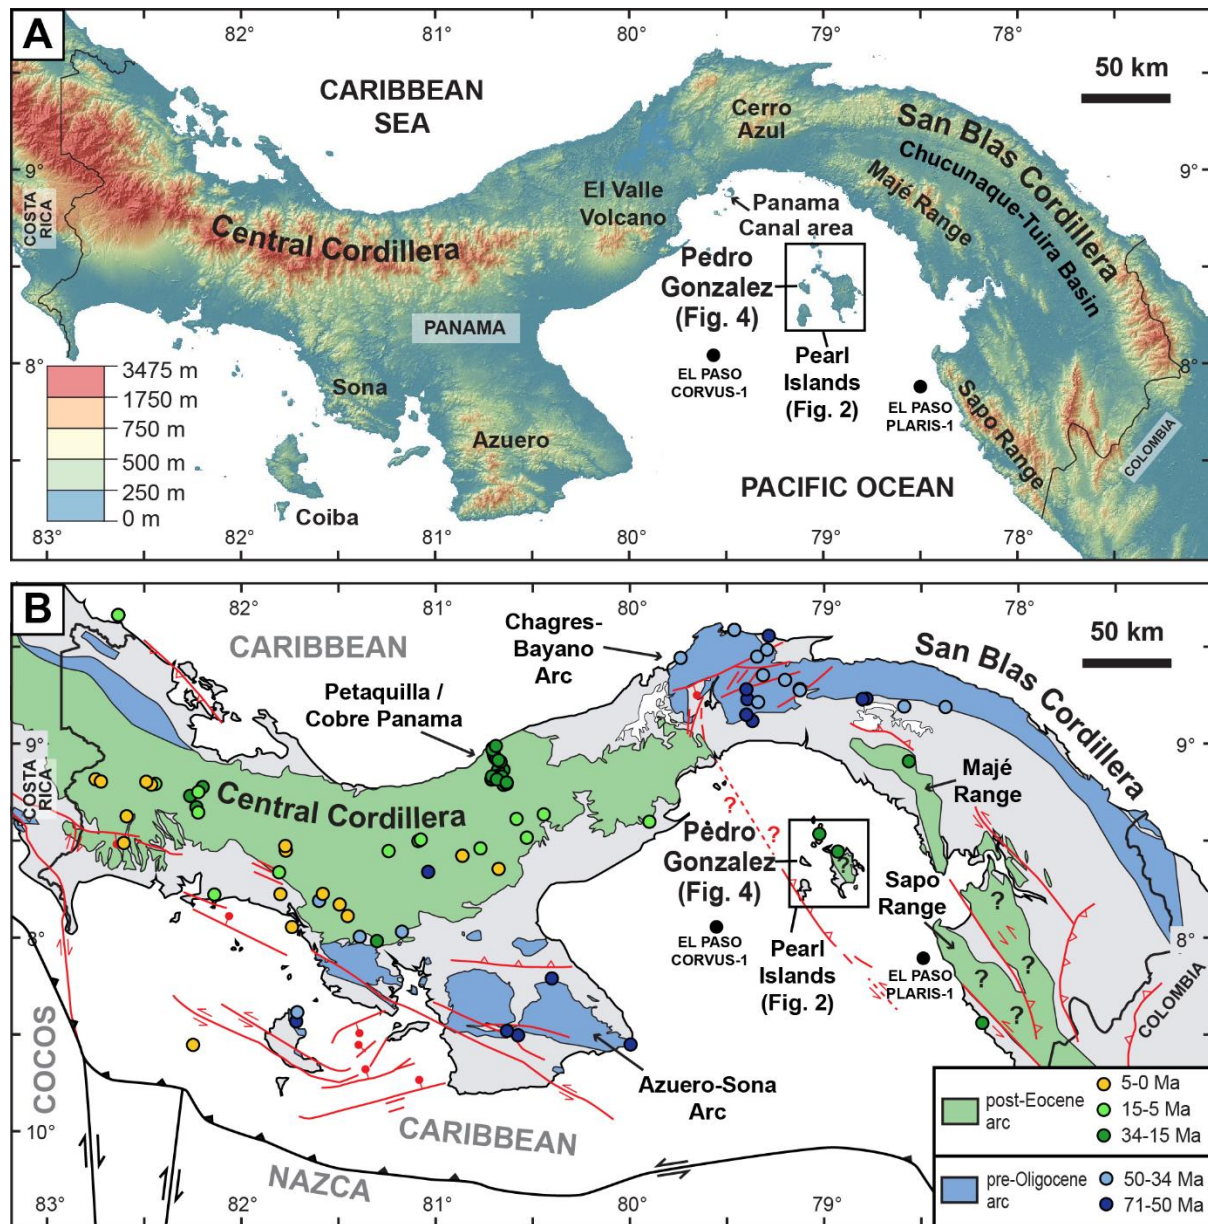 A
82°
81°
80°
79°
78°
50 km
CARIBBEAN
SEA
Cerro
Azul
San Blas Cordillera
Chucunaque-Tuira Basin
9°
9°
COSTA
RICA
El Valle
Volcano
Majé Range
Panama
Canal area
Central Cordillera
Pedro
Gonzalez
(Fig. 4)
PANAMA
EL PASO
CORVUS-1
Pearl
Islands
(Fig. 2)
8°
8°
3475 m
1750 m
750 m
500 m
250 m
0 m
Sona
EL PASO
PLARIS-1
Sapo Range
Azuero
COLOMBIA
PACIFIC OCEAN
Coiba
83°
82°
81°
80°
79°
78°
B
82°
81°
80°
79°
78°
50 km
CARIBBEAN
Chagres-
Bayano
Arc
San Blas Cordillera
Petaquilla /
Cobre Panama
9°
9°
COSTA
RICA
Central Cordillera
Majé
Range
?
?
Pedro
Gonzalez
(Fig. 4)
?
Sapo
Range
?
EL PASO
CORVUS-1
Pearl
Islands
(Fig. 2)
8°
8°
EL PASO
PLARIS-1
?
?
?
COLOMBIA
COCOS
Azuero-Sona
Arc
CARIBBEAN
10°
NAZCA
post-Eocene
arc
5-0 Ma
15-5 Ma
34-15 Ma
pre-Oligocene
arc
50-34 Ma
71-50 Ma
83°
82°
81°
80°
79°